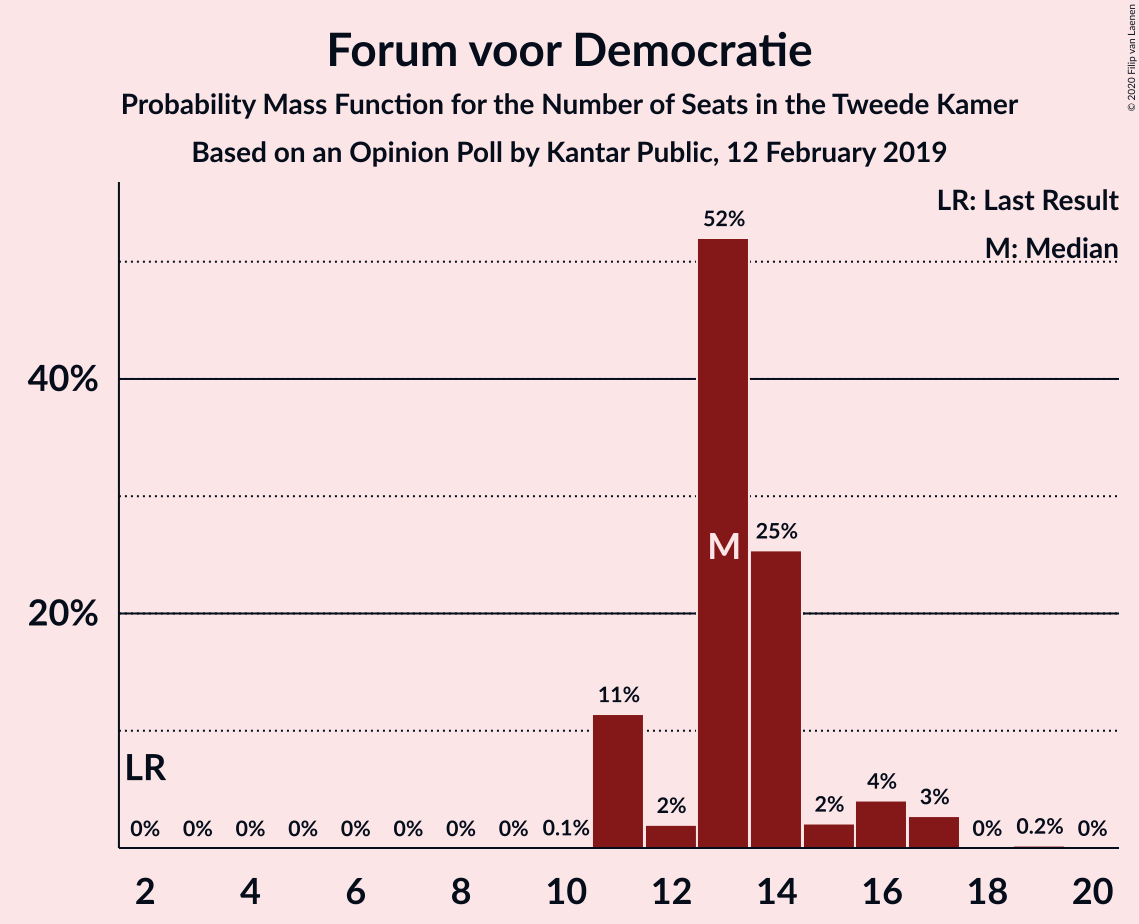 Forum voor Democratie
Probability Mass Function for the Number of Seats in the Tweede Kamer
Based on an Opinion Poll by Kantar Public, 12 February 2019
© 2020 Filip van Laenen
LR: Last Result
M: Median
52%
40%
M
25%
20%
11%
LR
0% 0% 0% 0% 0% 0% 0% 0% 0.1% 2% 2% 4% 3% 0% 0.2% 0%
2 4 6 8 10 12 14 16 18 20